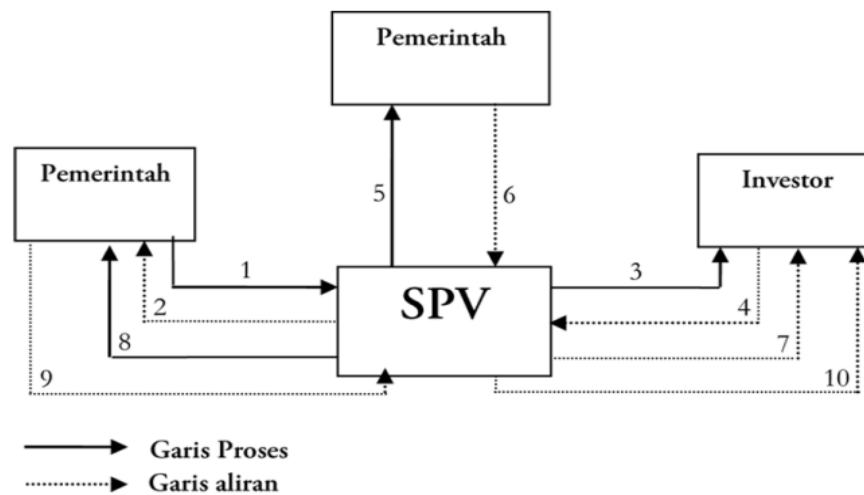 Pemerintah
Pemerintah
Investor
5
6
1
3
SPV
2
4
8
7
9
10
Garis Proses
Garis aliran